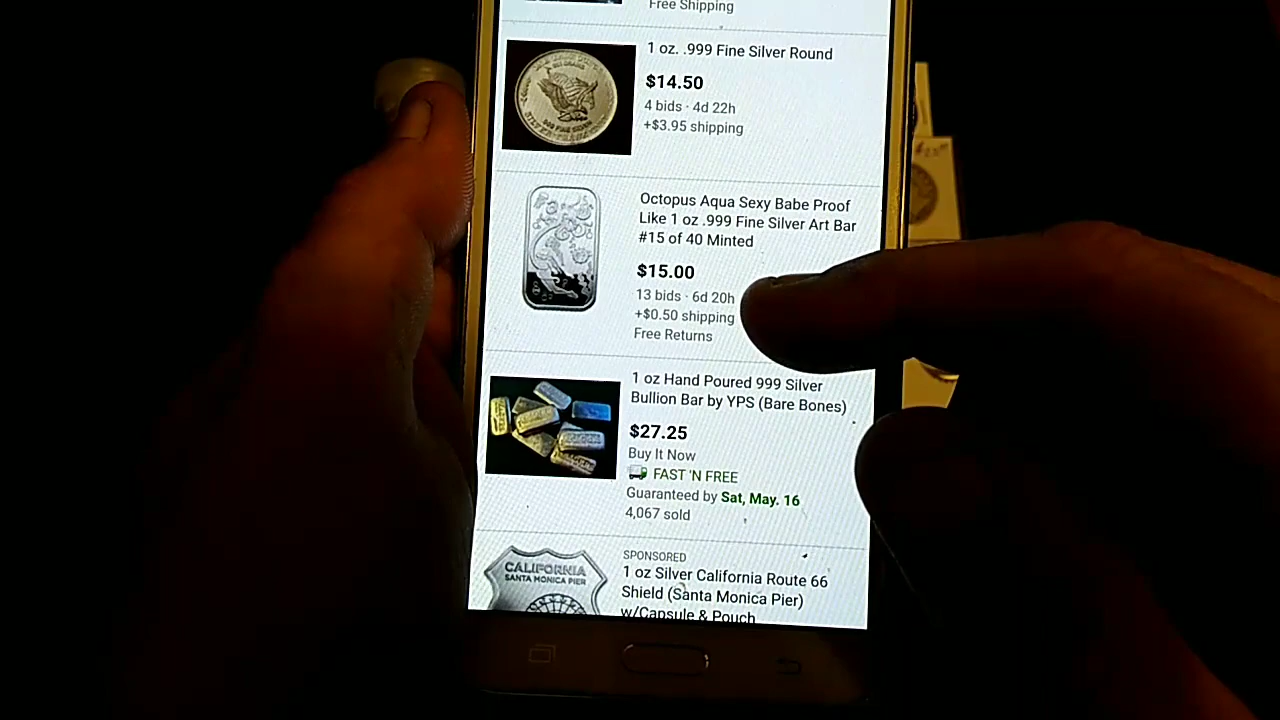 Free Shipping
1 oz. .999 Fine Silver Round
$14.50
4 bids · 4d 22h
+$3.95 shipping
Octopus Aqua Sexy Babe Proof
Like 1 oz .999 Fine Silver Art Bar
#15 of 40 Minted
$15.00
13 bids · 6d 20h
+$0.50 shipping
Free Returns
1 oz Hand Poured 999 Silver
Bullion Bar by YPS (Bare Bones)
$27.25
Buy It Now
FAST 'N FREE
Guaranteed by Sat, May. 16
4,067 sold
CALIFORNIA
SANTA MONICA PIER
SPONSORED
1 oz Silver California Route 66
Shield (Santa Monica Pier)
w/Capsule & Pouch